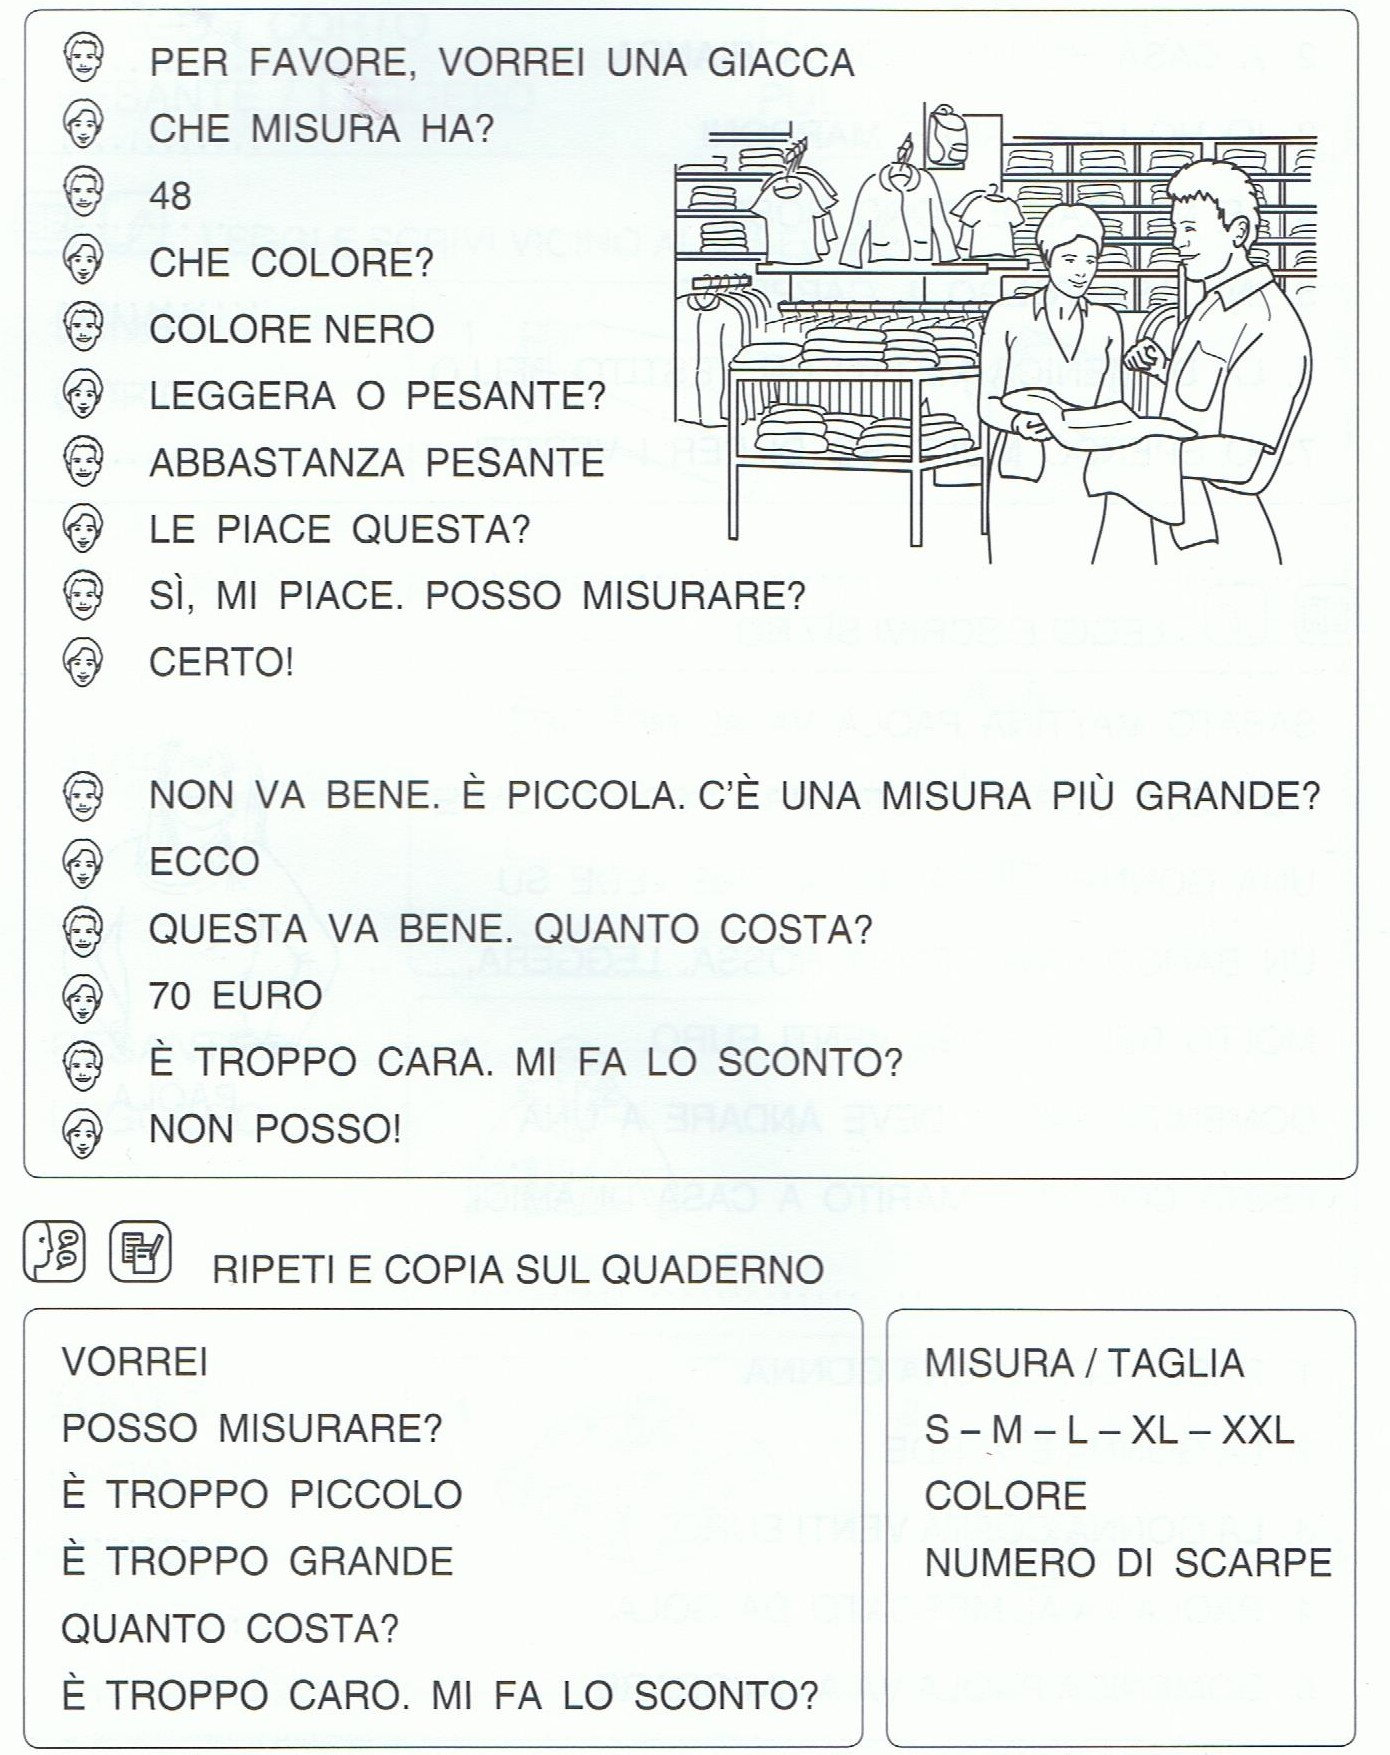 PER FAVORE, VORREI UNA GIACCA
CHE MISURA HA?
48
CHE COLORE?
COLORE NERO
LEGGERA O PESANTE?
ABBASTANZA PESANTE
LE PIACE QUESTA?
SÌ, MI PIACE. POSSO MISURARE?
CERTO!
NON VA BENE. È PICCOLA. C'È UNA MISURA PIÙ GRANDE?
ECCO
QUESTA VA BENE. QUANTO COSTA?
70 EURO
È TROPPO CARA. MI FA LO SCONTO?
NON POSSO!
RIPETI E COPIA SUL QUADERNO
VORREI
POSSO MISURARE?
È TROPPO PICCOLO
È TROPPO GRANDE
QUANTO COSTA?
È TROPPO CARO. MI FA LO SCONTO?
MISURA / TAGLIA
S – M – L – XL – XXL
COLORE
NUMERO DI SCARPE